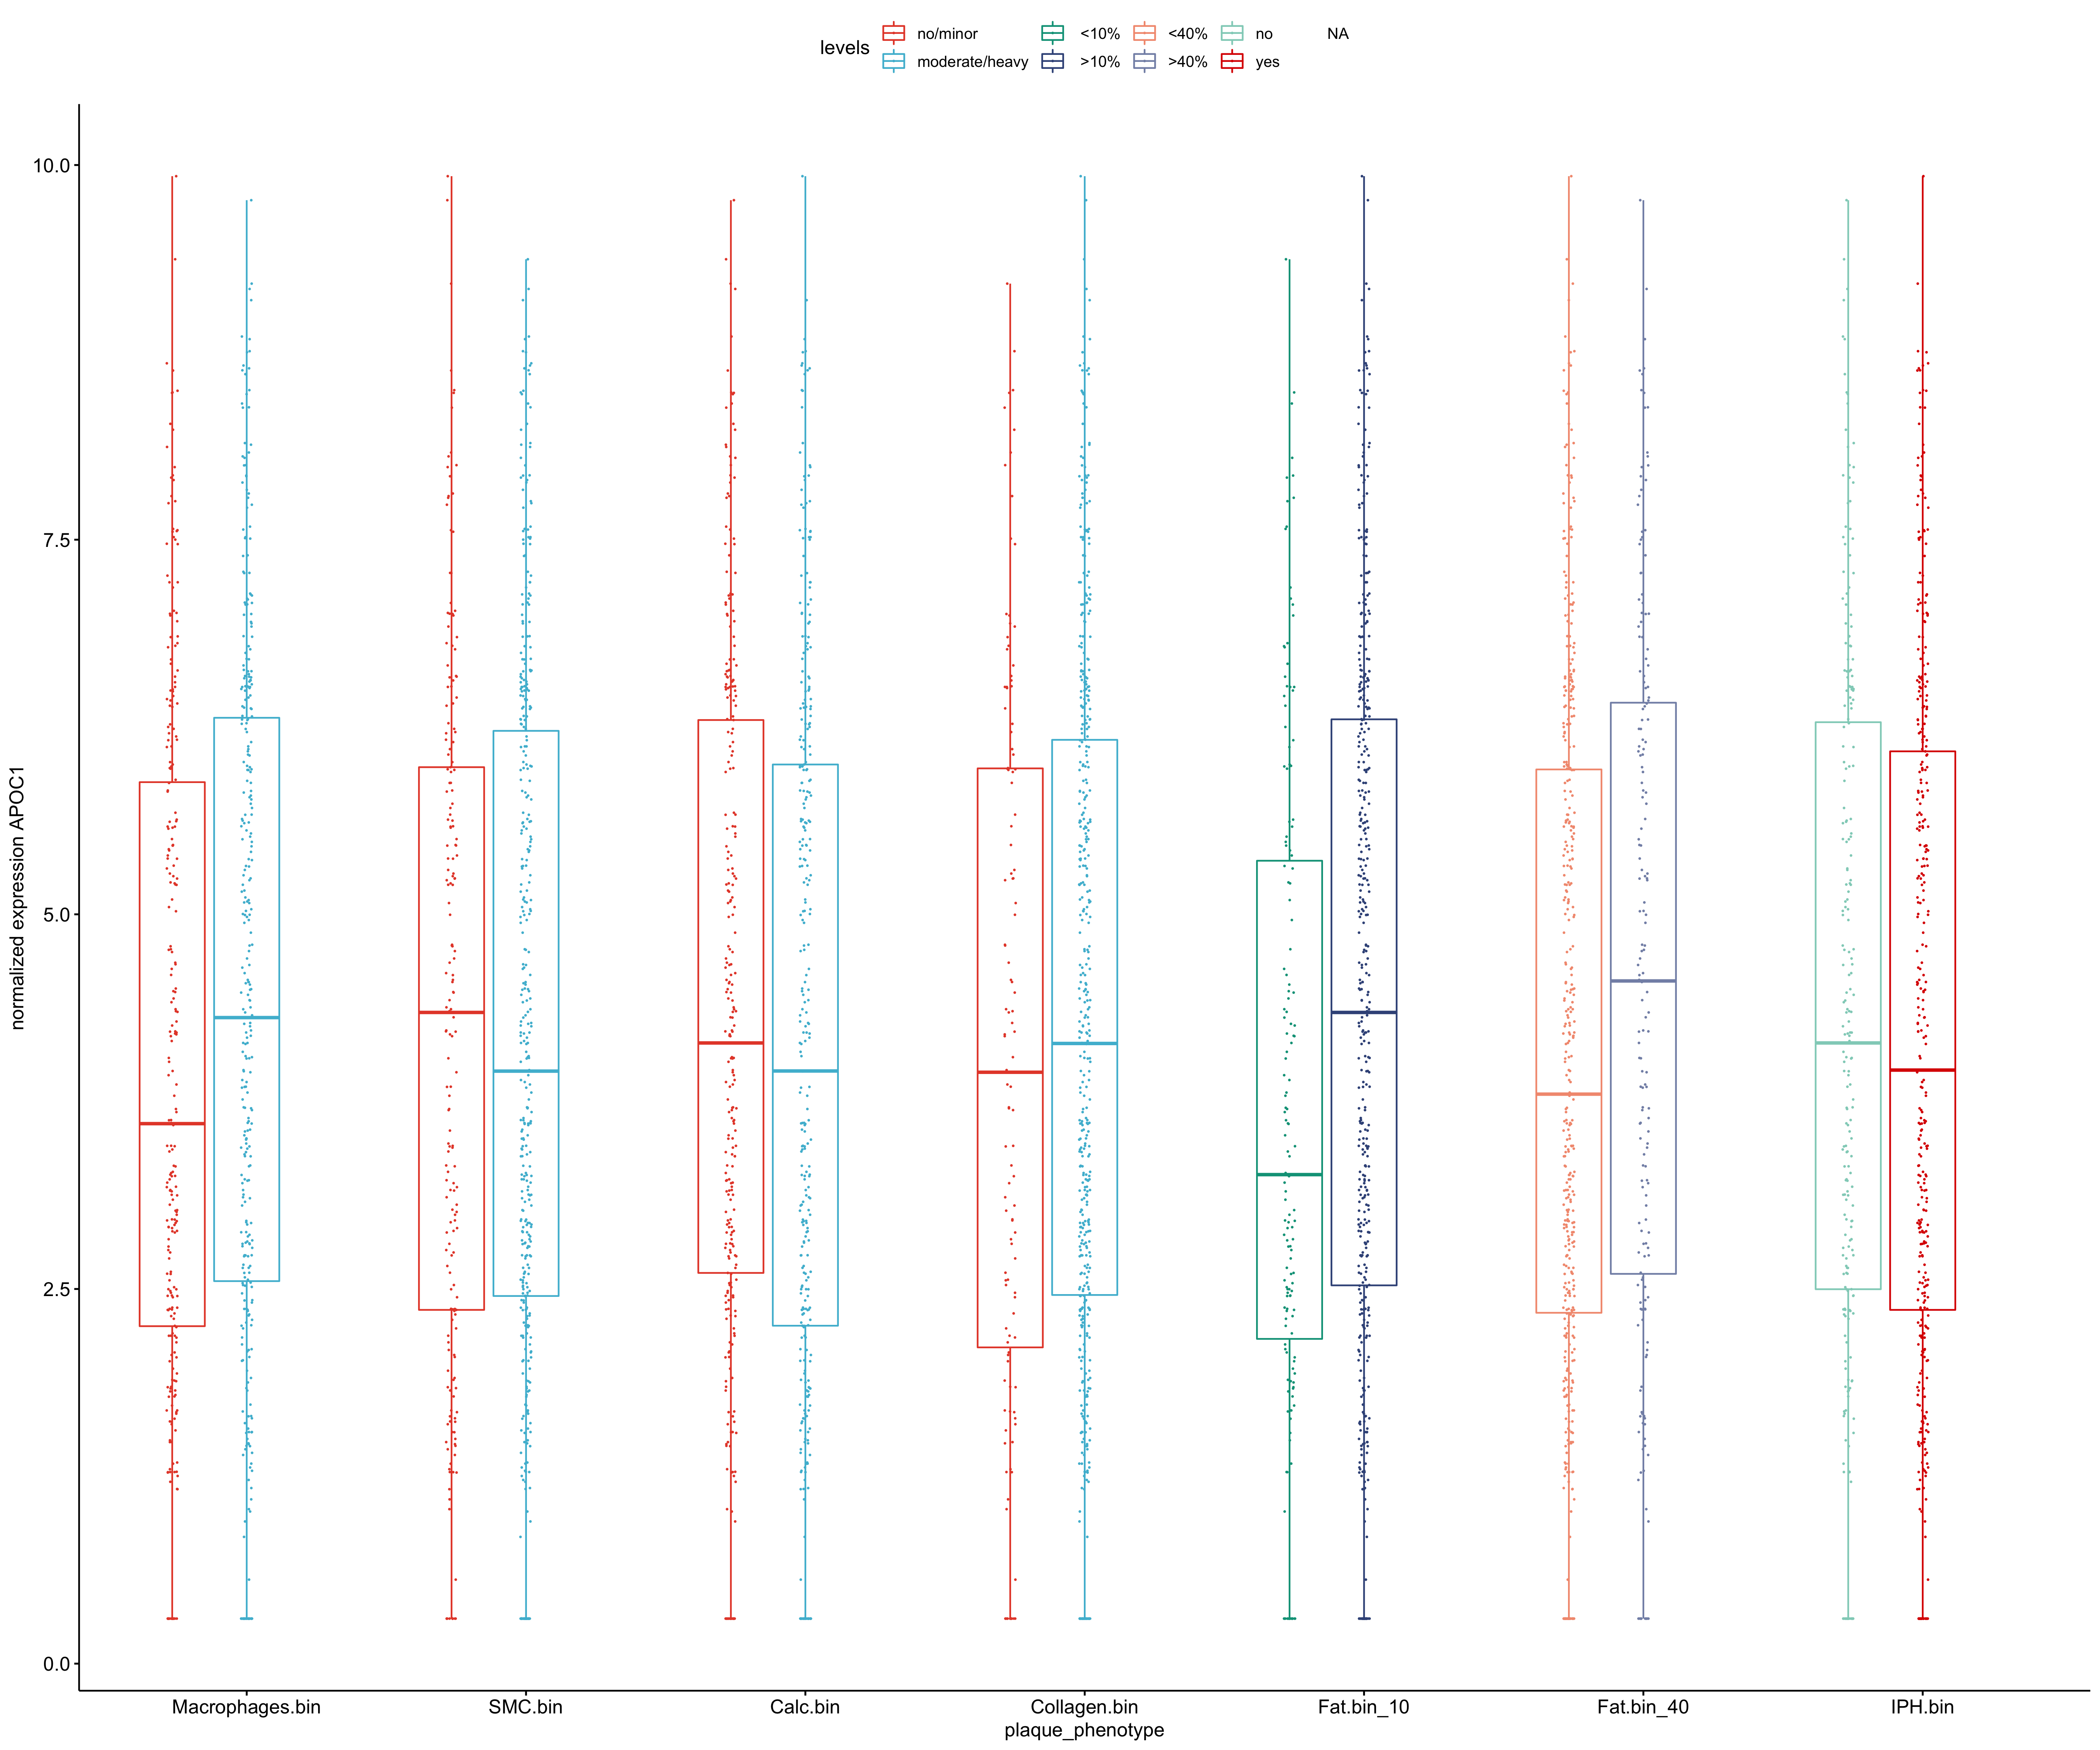 levels
no/minor <10% <40% no NA
moderate/heavy >10% >40% yes
normalized expression APOC1
10.0
7.5
5.0
2.5
0.0
Macrophages.bin SMC.bin Calc.bin Collagen.bin Fat.bin_10 Fat.bin_40 IPH.bin
plaque_phenotype